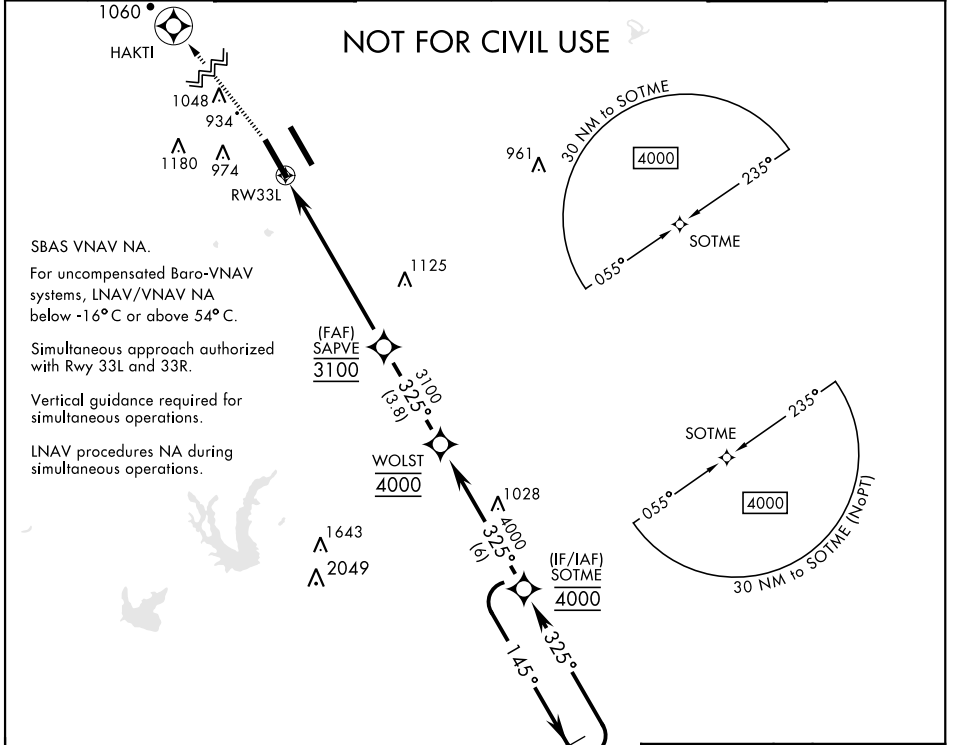 1060
HAKTI
NOT FOR CIVIL USE
1048
934
1180
974
RW33L
961
30 NM to SOTME
4000
235°
SOTME
055°
SBAS VNAV NA.
For uncompensated Baro-VNAV
systems, LNAV/VNAV NA
below -16°C or above 54°C.
Simultaneous approach authorized
with Rwy 33L and 33R.
Vertical guidance required for
simultaneous operations.
LNAV procedures NA during
simultaneous operations.
1125
(FAF)
SAPVE
3100
3100
325°
(3.8)
WOLST
4000
1028
4000
325°
(6)
1643
2049
(IF/IAF)
SOTME
4000
145°
325°
235°
SOTME
055°
4000
30 NM to SOTME (NoPT)